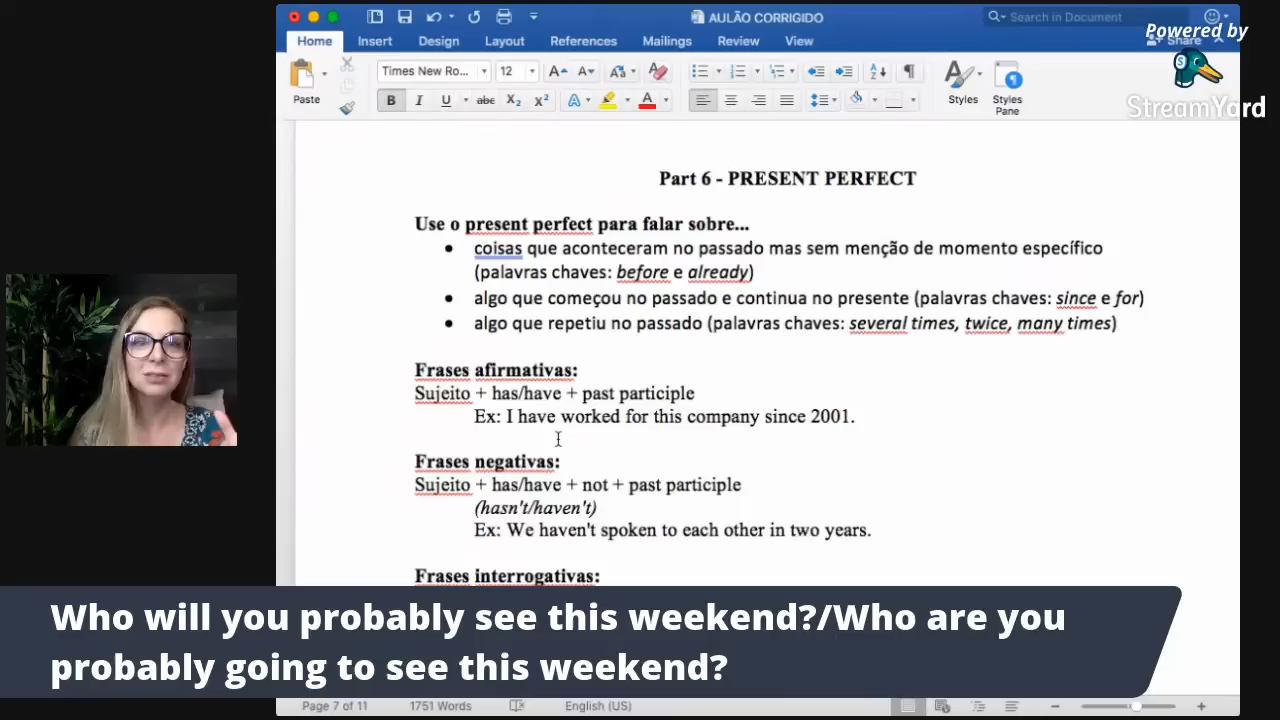 AULÃO CORRIGIDO
Search in Document
Powered by
Home Insert Design Layout References Mailings Review View
Share
StreamYard
Paste
Times New Ro...
12
B I U abc X₂ X²
Styles
Styles Pane
Part 6 - PRESENT PERFECT
Use o present perfect para falar sobre...
• coisas que aconteceram no passado mas sem menção de momento específico
(palavras chaves: before e already)
• algo que começou no passado e continua no presente (palavras chaves: since e for)
• algo que repetiu no passado (palavras chaves: several times, twice, many times)
Frases afirmativas:
Sujeito + has/have + past participle
Ex: I have worked for this company since 2001.
Frases negativas:
Sujeito + has/have + not + past participle
(hasn't/haven't)
Ex: We haven't spoken to each other in two years.
Frases interrogativas:
Who will you probably see this weekend?/Who are you
probably going to see this weekend?
Page 7 of 11 1751 Words English (US)